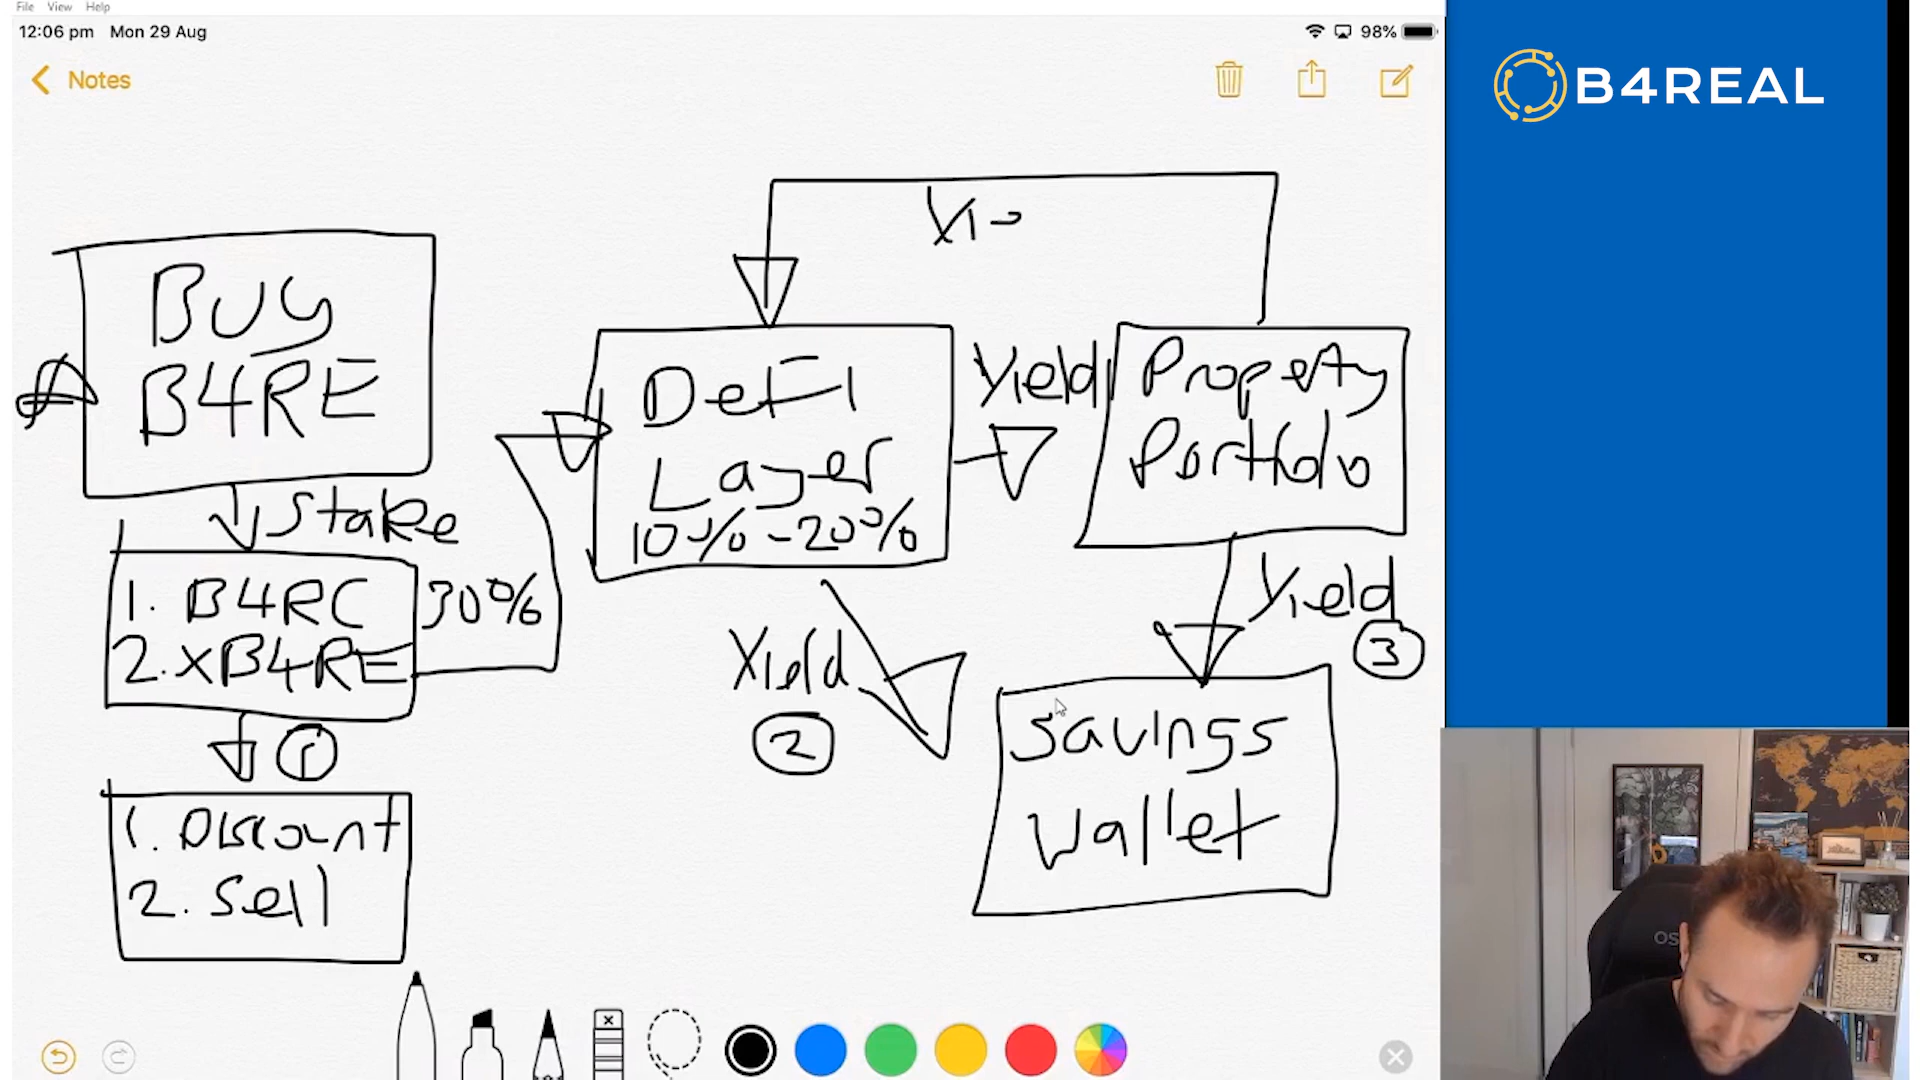 File View Help
12:06 pm Mon 29 Aug
98%
Notes
B4REAL
Yie
BUY
B4RE
Stake
1. B4RC
2. XB4RE
30%
1
1. Discount
2. Sell
DeFi
Layer
10%-20%
Yield
Property
Portfolio
Yield
2
Yield
3
Savings
Wallet